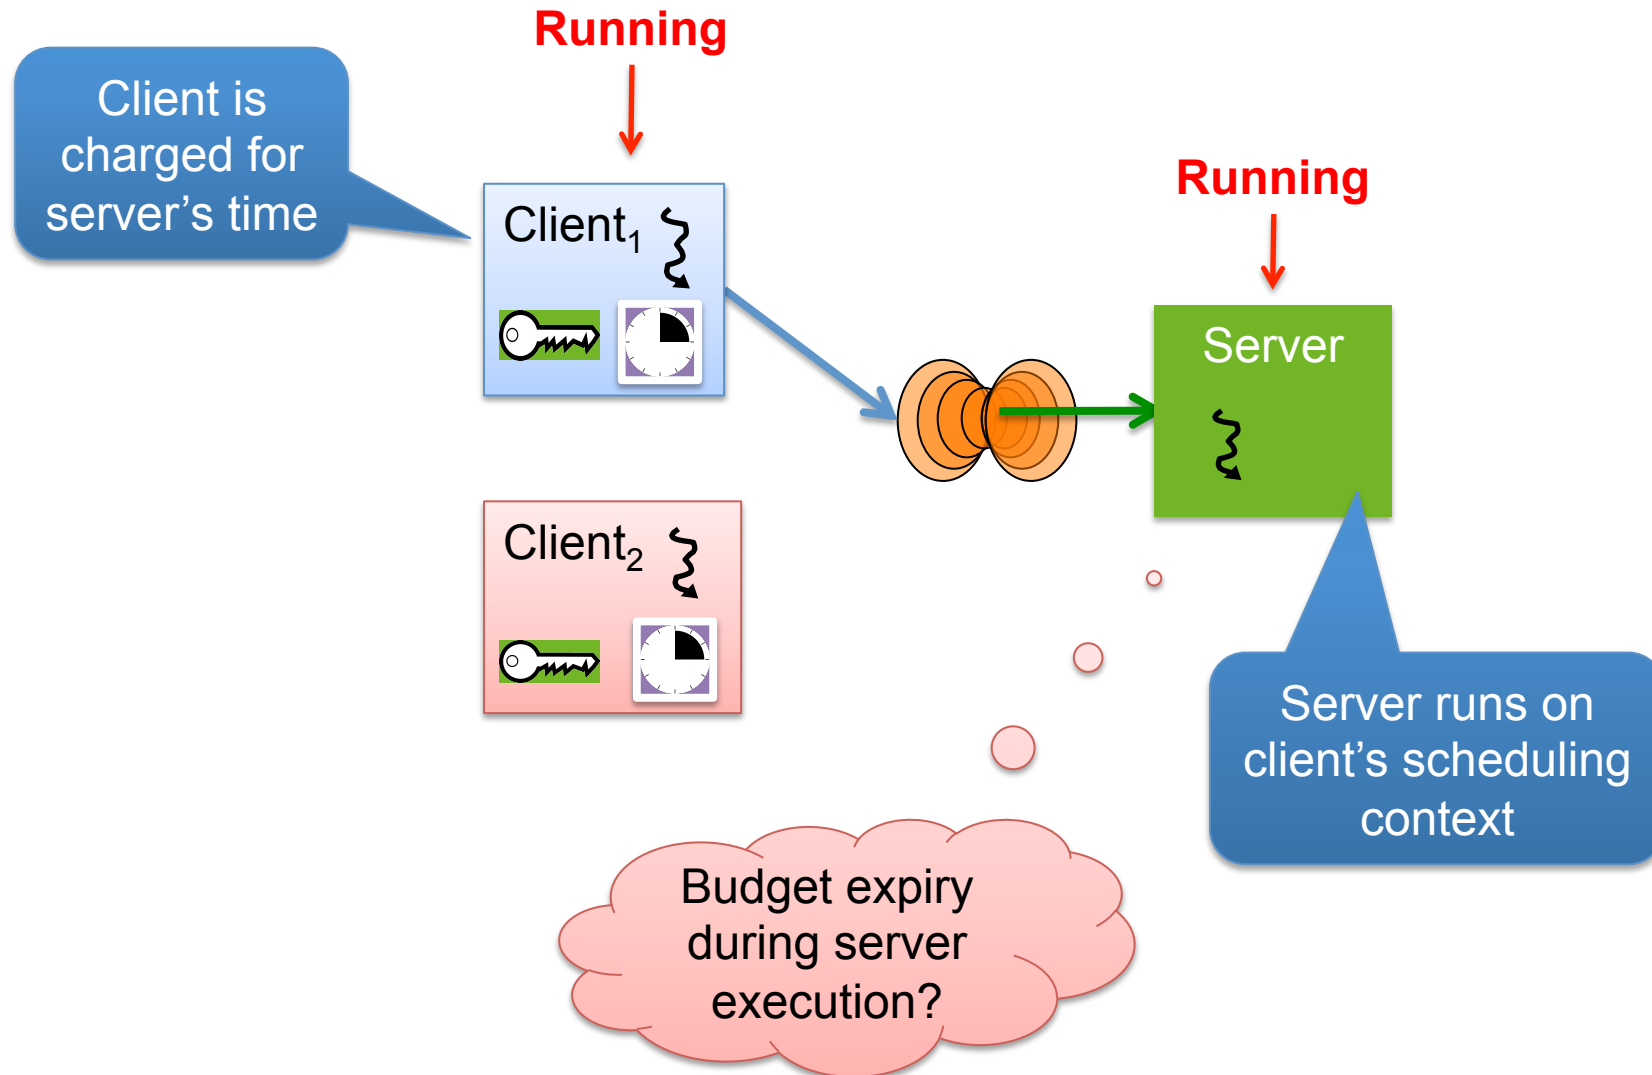 Running
Client is
charged for
server’s time
Running
Client₁
Server
Client₂
Server runs on
client’s scheduling
context
Budget expiry
during server
execution?